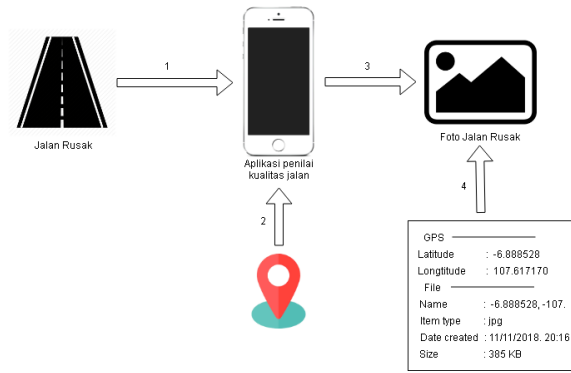 1
3
Jalan Rusak
Aplikasi penilai
kualitas jalan
Foto Jalan Rusak
2
4
GPS
Latitude : -6.888528
Longtitude : 107.617170
File
Name : -6.888528, -107.
Item type : jpg
Date created : 11/11/2018. 20:16
Size : 385 KB